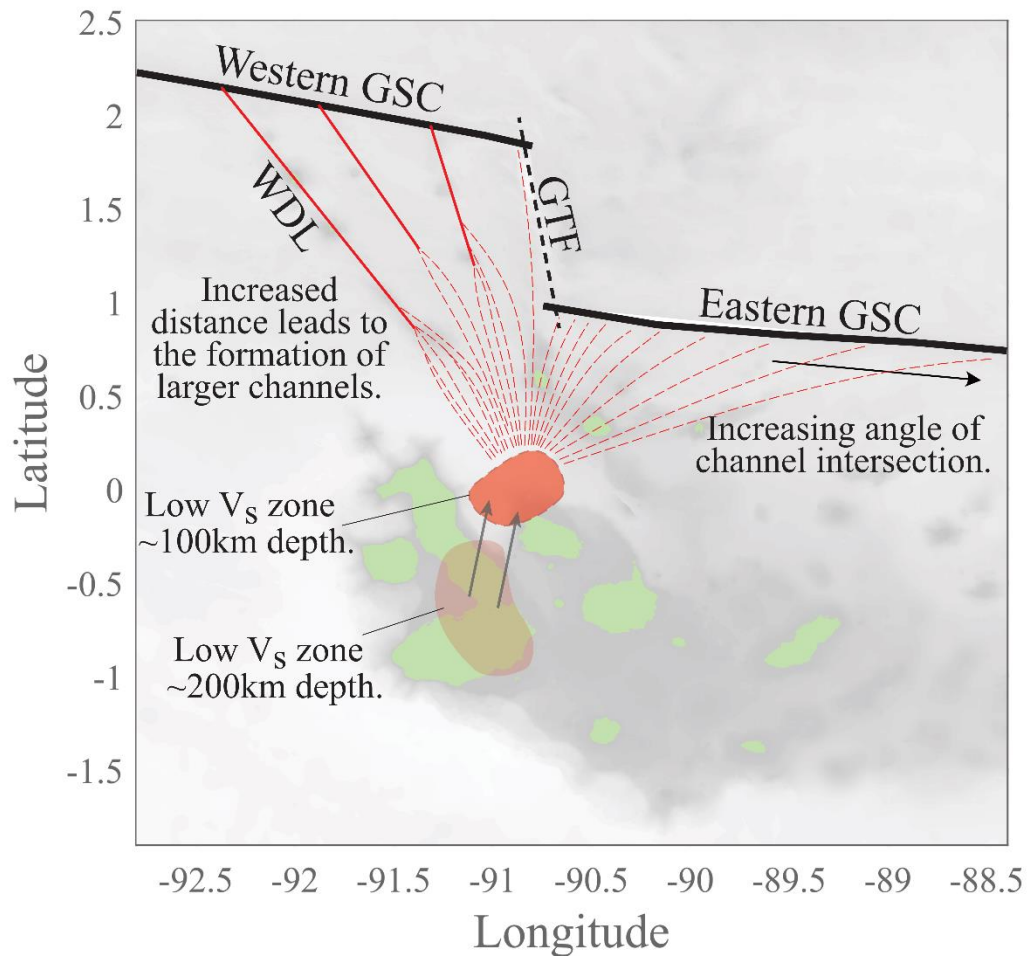 2.5
2
1.5
1
0.5
0
-0.5
-1
-1.5
Latitude
Western GSC
WDL
GTF
Eastern GSC
Increased
distance leads to
the formation of
larger channels.
Increasing angle of
channel intersection.
Low Vs zone
~100km depth.
Low Vs zone
~200km depth.
-92.5 -92 -91.5 -91 -90.5 -90 -89.5 -89 -88.5
Longitude